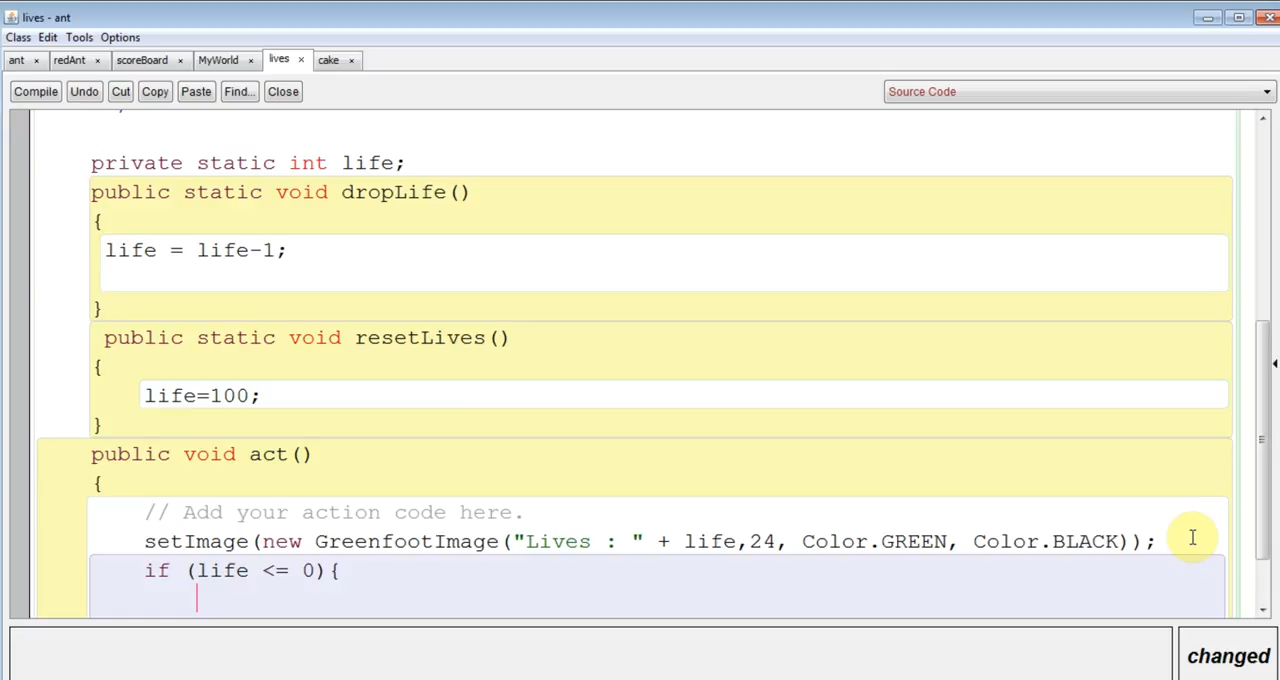 lives - ant
Class Edit Tools Options
ant × redAnt × scoreBoard × MyWorld × lives × cake ×
Compile Undo Cut Copy Paste Find... Close Source Code
private static int life;
public static void dropLife()
{
life = life-1;
}
public static void resetLives()
{
life=100;
}
public void act()
{
// Add your action code here.
setImage(new GreenfootImage("Lives : " + life,24, Color.GREEN, Color.BLACK));
if (life <= 0){
changed